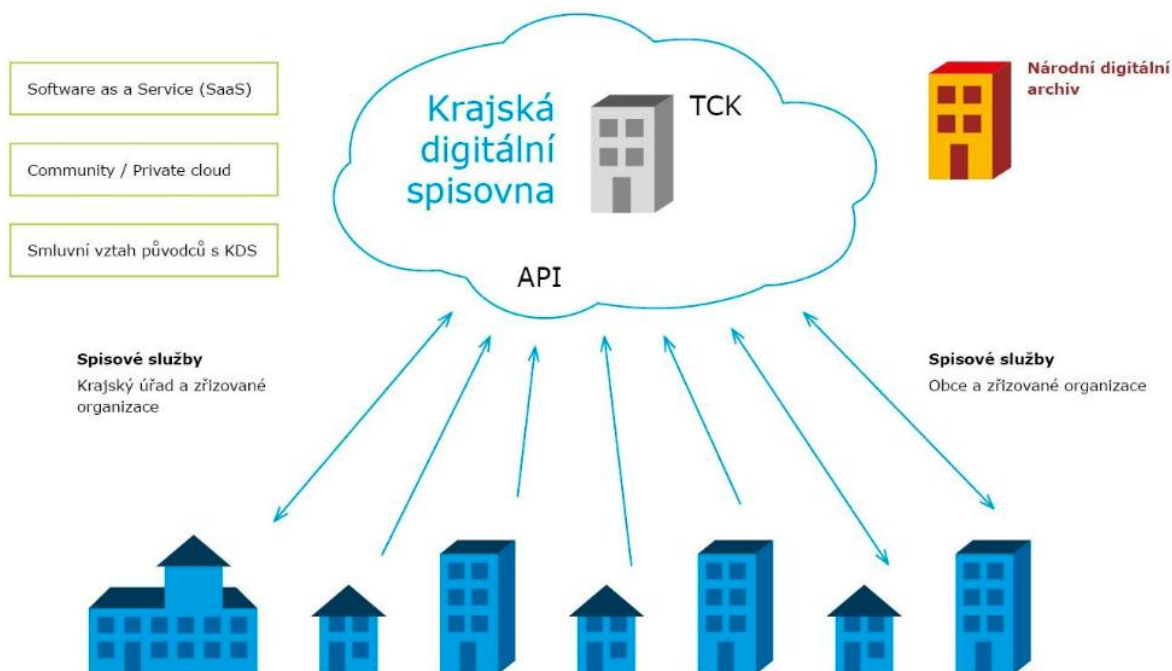 Software as a Service (SaaS)
Community / Private cloud
Smluvní vztah původců s KDS
Krajská
digitální
spisovna
TCK
API
Národní digitální
archiv
Spisové služby
Krajský úřad a zřizované
organizace
Spisové služby
Obce a zřizované organizace